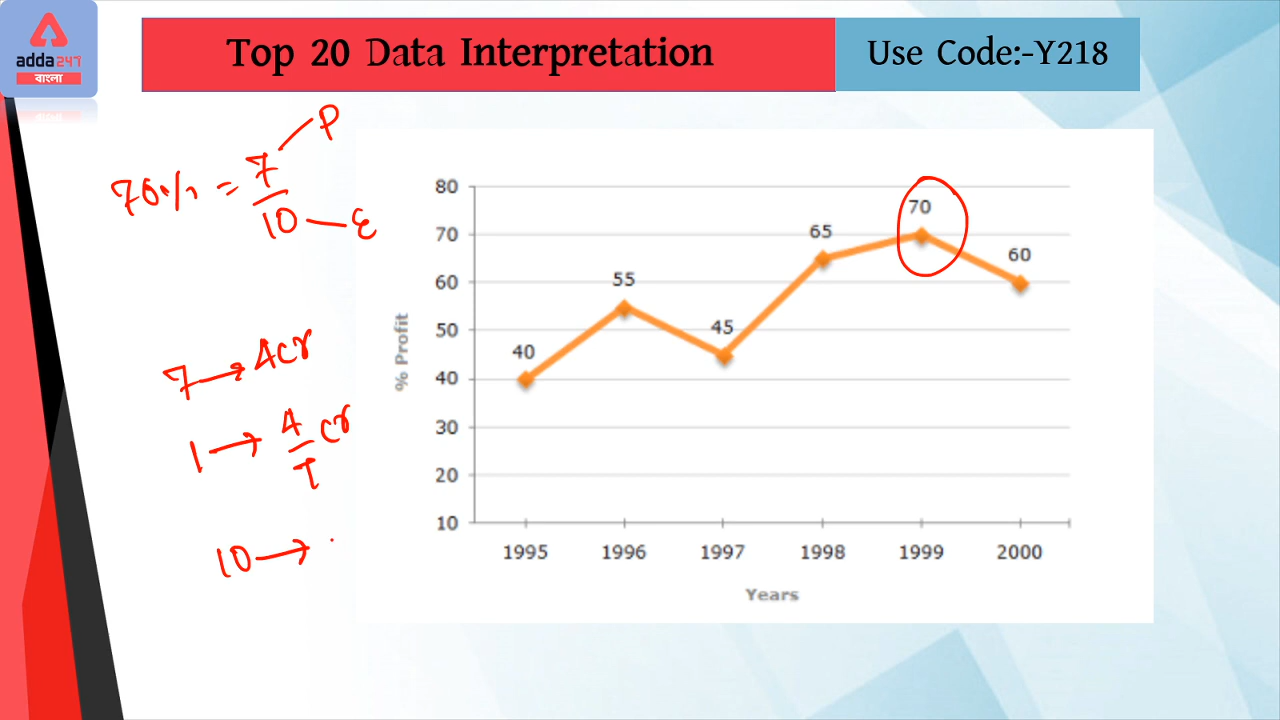 adda247
বাংলা
Top 20 Data Interpretation
Use Code:-Y218
70% = 7/10
P
E
7 → 4cr
1 → 4/7 cr
10 →
80
70
60
50
40
30
20
10
% Profit
40
55
45
65
70
60
1995 1996 1997 1998 1999 2000
Years